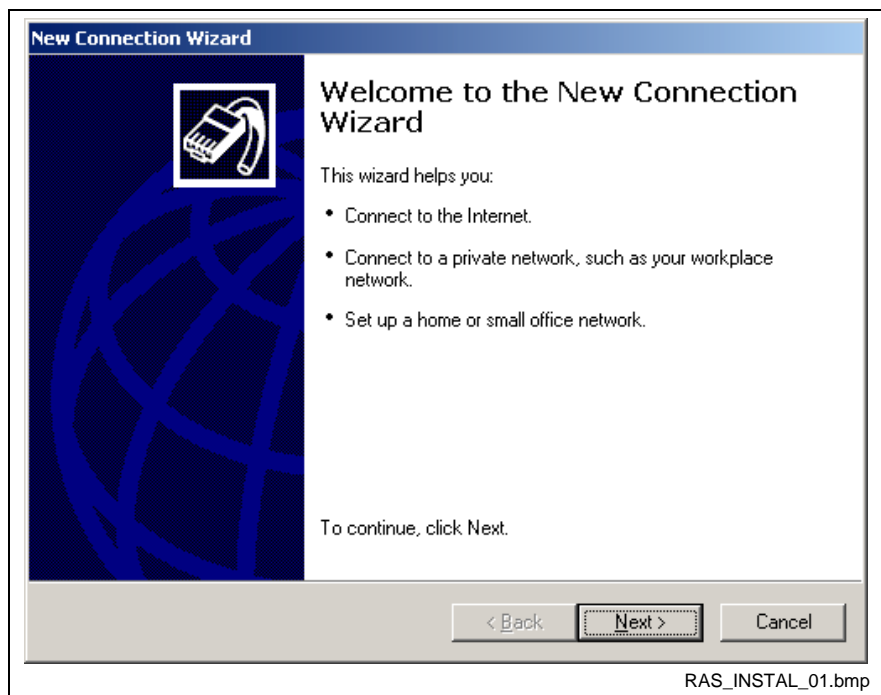 New Connection Wizard
Welcome to the New Connection
Wizard
This wizard helps you:
• Connect to the Internet.
• Connect to a private network, such as your workplace
network.
• Set up a home or small office network.
To continue, click Next.
< Back
Next >
Cancel
RAS_INSTAL_01.bmp